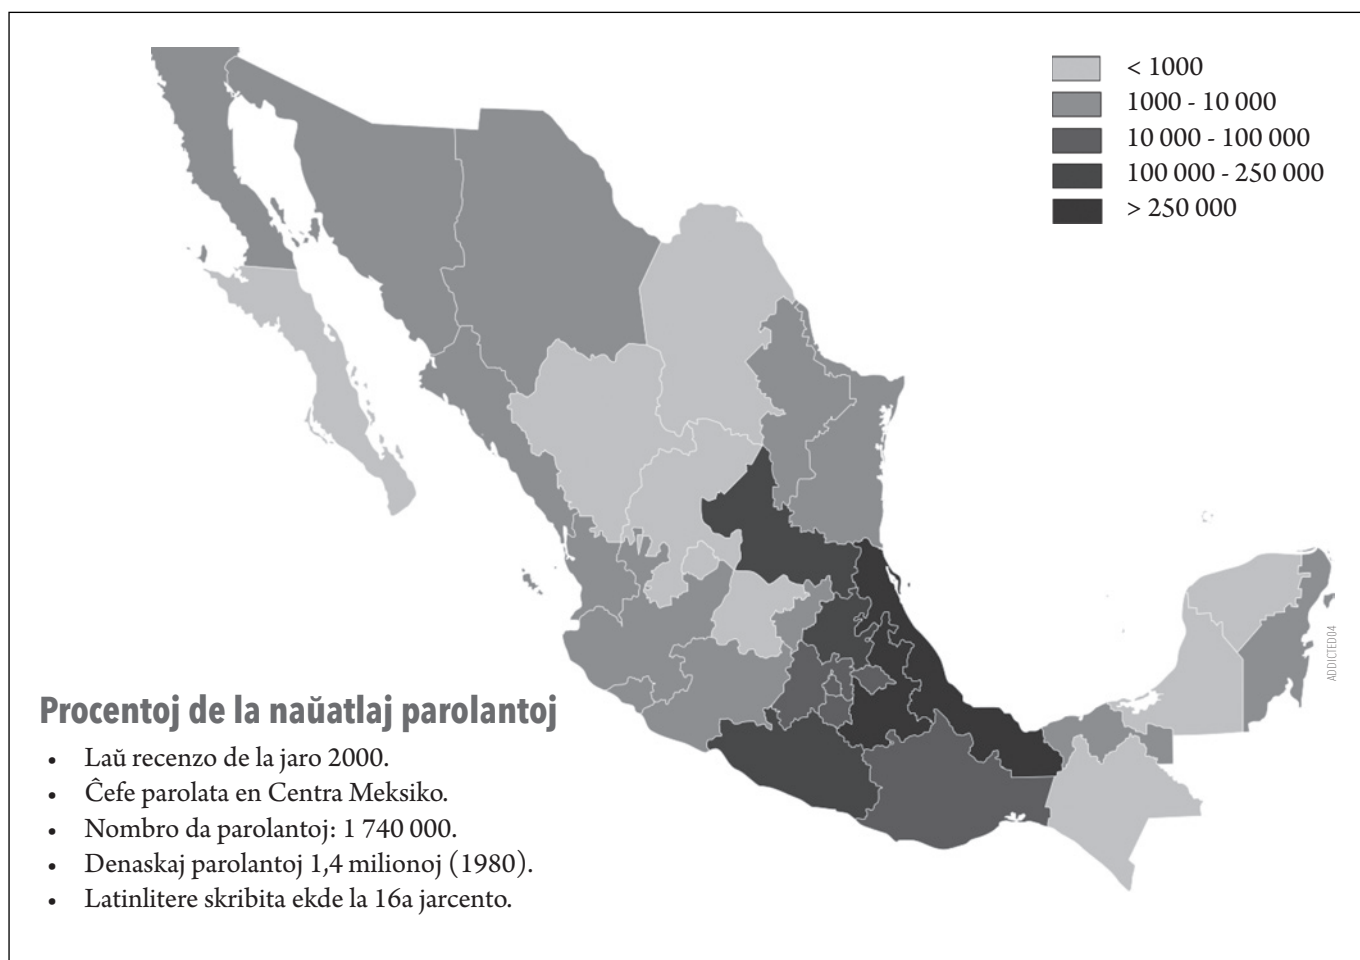 < 1000
1000 - 10 000
10 000 - 100 000
100 000 - 250 000
> 250 000
ADDICTED04
Procentoj de la naŭatlaj parolantoj
• Laŭ recenzo de la jaro 2000.
• Ĉefe parolata en Centra Meksiko.
• Nombro da parolantoj: 1 740 000.
• Denaskaj parolantoj 1,4 milionoj (1980).
• Latinlitere skribita ekde la 16a jarcento.